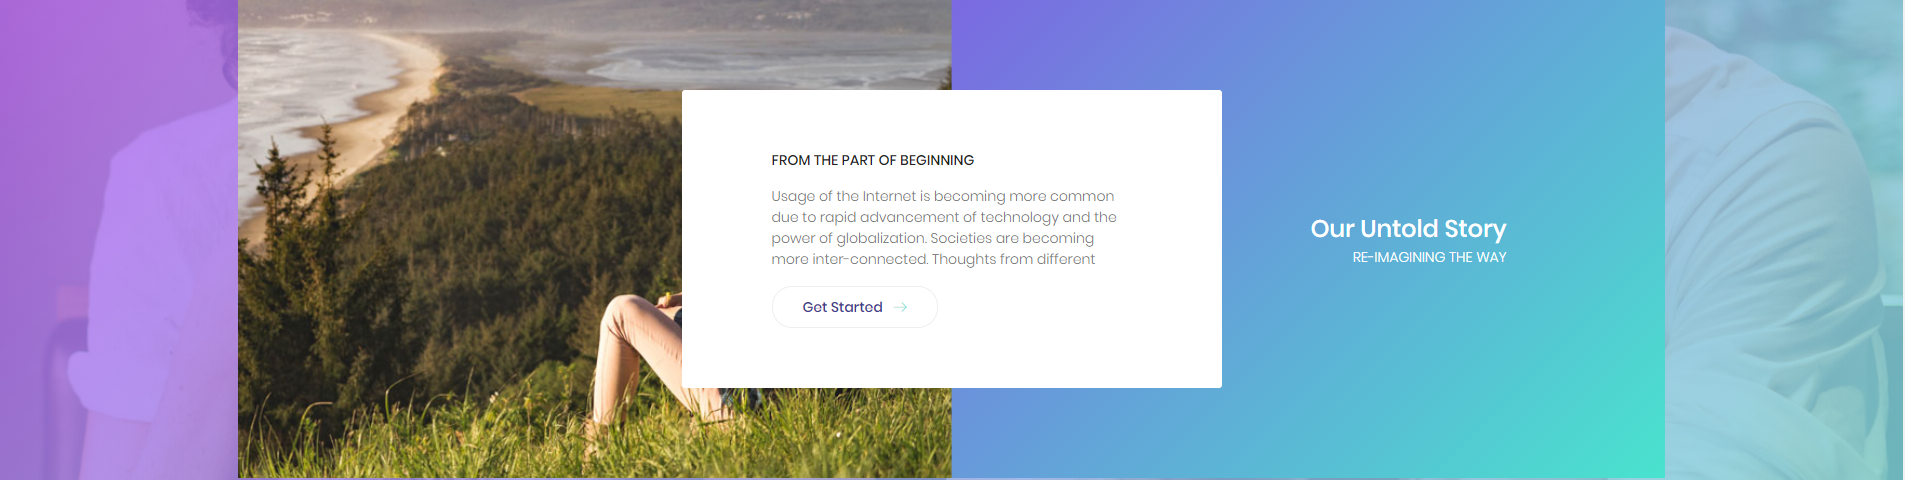 FROM THE PART OF BEGINNING
Usage of the Internet is becoming more common
due to rapid advancement of technology and the
power of globalization. Societies are becoming
more inter-connected. Thoughts from different
Get Started
Our Untold Story
RE-IMAGINING THE WAY